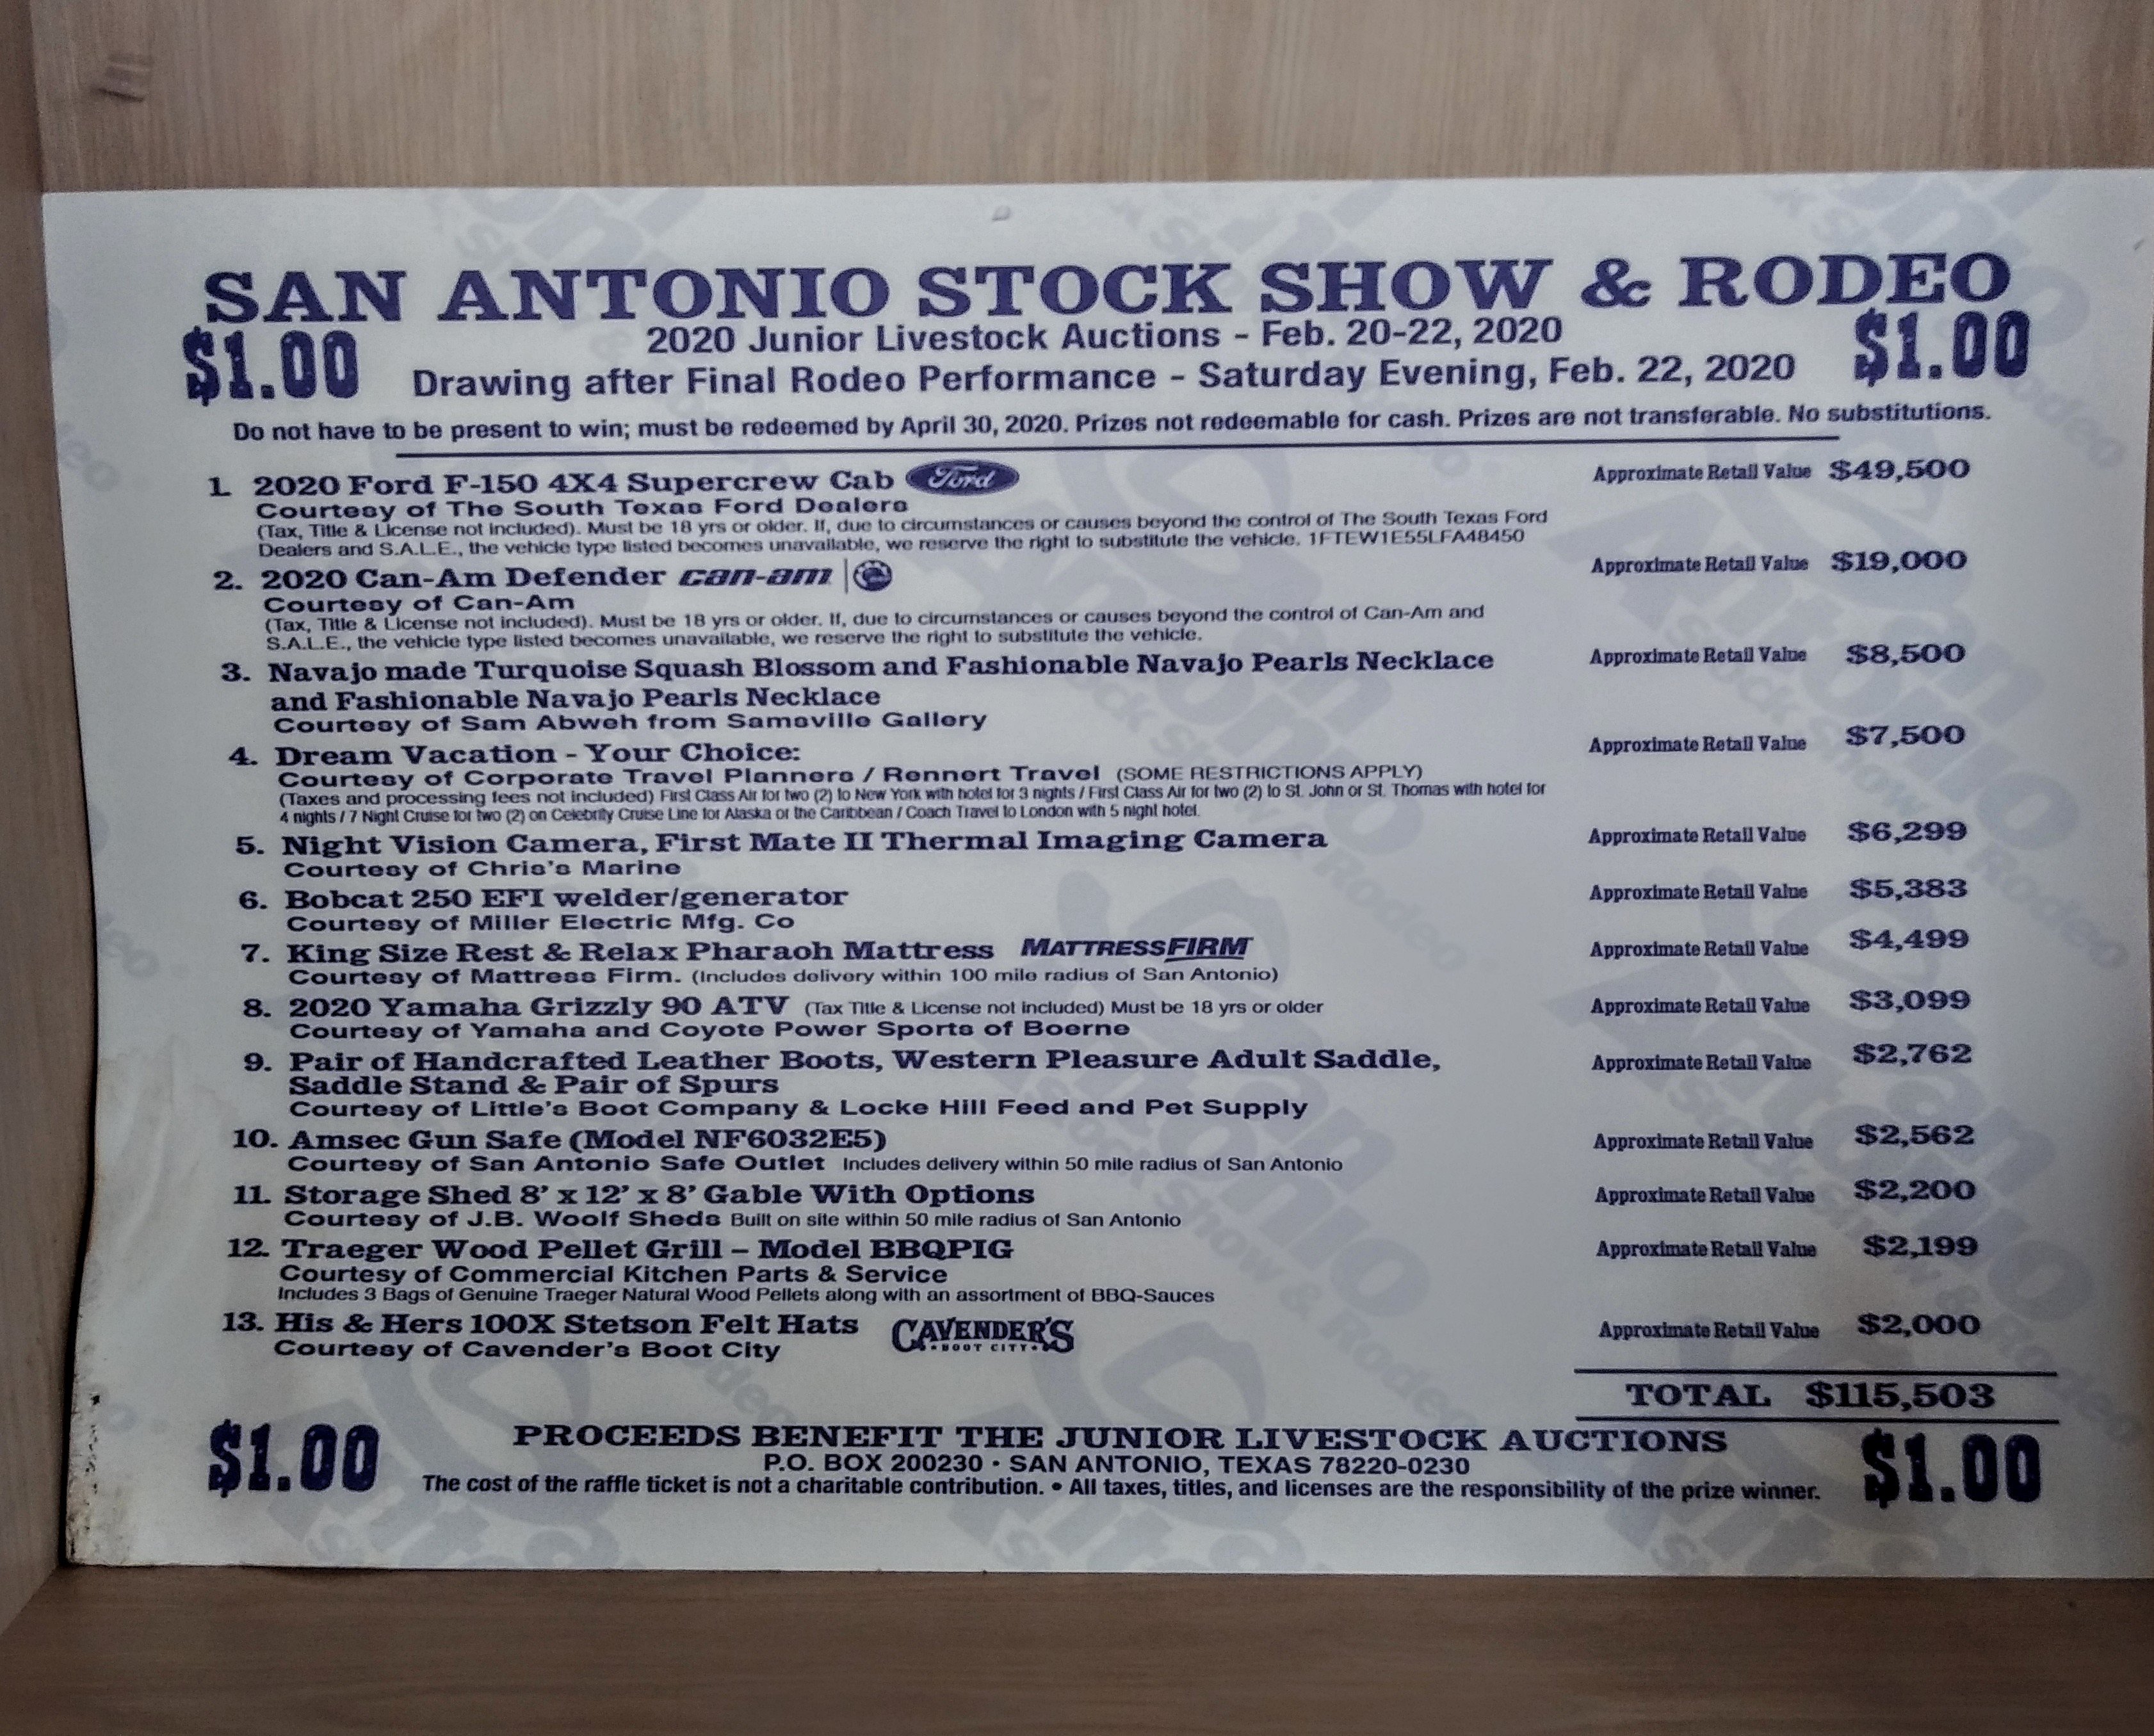 SAN ANTONIO STOCK SHOW & RODEO
$1.00 2020 Junior Livestock Auctions - Feb. 20-22, 2020 $1.00
Drawing after Final Rodeo Performance - Saturday Evening, Feb. 22, 2020
Do not have to be present to win; must be redeemed by April 30, 2020. Prizes not redeemable for cash. Prizes are not transferable. No substitutions.
1. 2020 Ford F-150 4X4 Supercrew Cab Ford Approximate Retail Value $49,500
Courtesy of The South Texas Ford Dealers
(Tax, Title & License not included). Must be 18 yrs or older. If, due to circumstances or causes beyond the control of The South Texas Ford
Dealers and S.A.L.E., the vehicle type listed becomes unavailable, we reserve the right to substitute the vehicle. 1FTEW1E55LFA48450
2. 2020 Can-Am Defender can-am Approximate Retail Value $19,000
Courtesy of Can-Am
(Tax, Title & License not included). Must be 18 yrs or older. If, due to circumstances or causes beyond the control of Can-Am and
S.A.L.E., the vehicle type listed becomes unavailable, we reserve the right to substitute the vehicle.
3. Navajo made Turquoise Squash Blossom and Fashionable Navajo Pearls Necklace Approximate Retail Value $8,500
and Fashionable Navajo Pearls Necklace
Courtesy of Sam Abweh from Samsville Gallery
4. Dream Vacation - Your Choice: Approximate Retail Value $7,500
Courtesy of Corporate Travel Planners / Rennert Travel (SOME RESTRICTIONS APPLY)
(Taxes and processing fees not included) First Class Air for two (2) to New York with hotel for 3 nights / First Class Air for two (2) to St. John or St. Thomas with hotel for
4 nights / 7 Night Cruise for two (2) on Celebrity Cruise Line for Alaska or the Caribbean / Coach Travel to London with 5 night hotel.
5. Night Vision Camera, First Mate II Thermal Imaging Camera Approximate Retail Value $6,299
Courtesy of Chris's Marine
6. Bobcat 250 EFI welder/generator Approximate Retail Value $5,383
Courtesy of Miller Electric Mfg. Co
7. King Size Rest & Relax Pharaoh Mattress MATTRESSFIRM Approximate Retail Value $4,499
Courtesy of Mattress Firm. (Includes delivery within 100 mile radius of San Antonio)
8. 2020 Yamaha Grizzly 90 ATV (Tax Title & License not included) Must be 18 yrs or older Approximate Retail Value $3,099
Courtesy of Yamaha and Coyote Power Sports of Boerne
9. Pair of Handcrafted Leather Boots, Western Pleasure Adult Saddle, Approximate Retail Value $2,762
Saddle Stand & Pair of Spurs
Courtesy of Little's Boot Company & Locke Hill Feed and Pet Supply
10. Amsec Gun Safe (Model NF6032E5) Approximate Retail Value $2,562
Courtesy of San Antonio Safe Outlet Includes delivery within 50 mile radius of San Antonio
11. Storage Shed 8' x 12' x 8' Gable With Options Approximate Retail Value $2,200
Courtesy of J.B. Woolf Sheds Built on site within 50 mile radius of San Antonio
12. Traeger Wood Pellet Grill – Model BBQPIG Approximate Retail Value $2,199
Courtesy of Commercial Kitchen Parts & Service
Includes 3 Bags of Genuine Traeger Natural Wood Pellets along with an assortment of BBQ-Sauces
13. His & Hers 100X Stetson Felt Hats CAVENDER'S BOOT CITY Approximate Retail Value $2,000
Courtesy of Cavender's Boot City
TOTAL $115,503
$1.00 PROCEEDS BENEFIT THE JUNIOR LIVESTOCK AUCTIONS $1.00
P.O. BOX 200230 • SAN ANTONIO, TEXAS 78220-0230
The cost of the raffle ticket is not a charitable contribution. • All taxes, titles, and licenses are the responsibility of the prize winner.